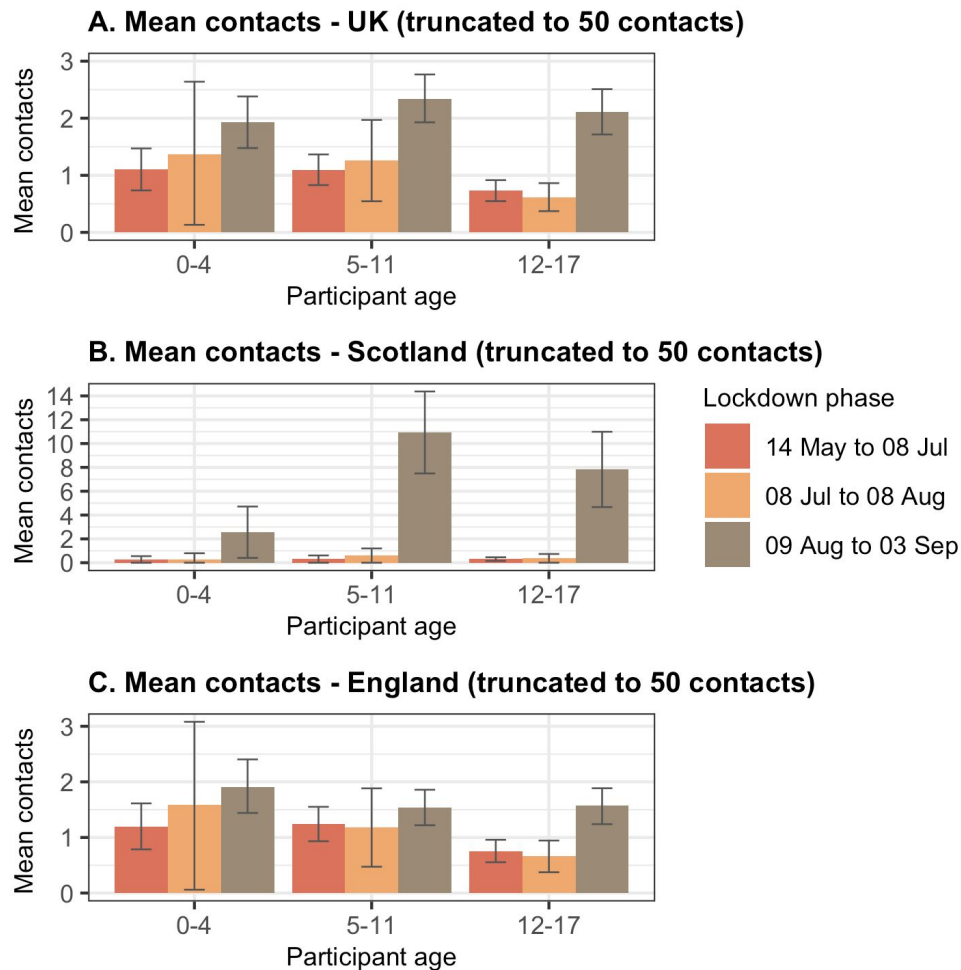 A. Mean contacts - UK (truncated to 50 contacts)
Mean contacts
3
2
1
0
0-4 5-11 12-17
Participant age
B. Mean contacts - Scotland (truncated to 50 contacts)
Mean contacts
14
12
10
8
6
4
2
0
0-4 5-11 12-17
Participant age
Lockdown phase
14 May to 08 Jul
08 Jul to 08 Aug
09 Aug to 03 Sep
C. Mean contacts - England (truncated to 50 contacts)
Mean contacts
3
2
1
0
0-4 5-11 12-17
Participant age